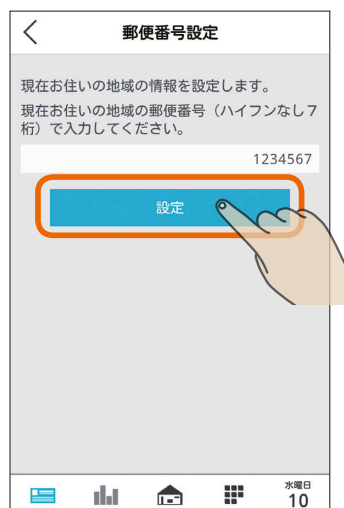 郵便番号設定
現在お住いの地域の情報を設定します。
現在お住いの地域の郵便番号（ハイフンなし７
桁）で入力してください。
1234567
設定
水曜日
10